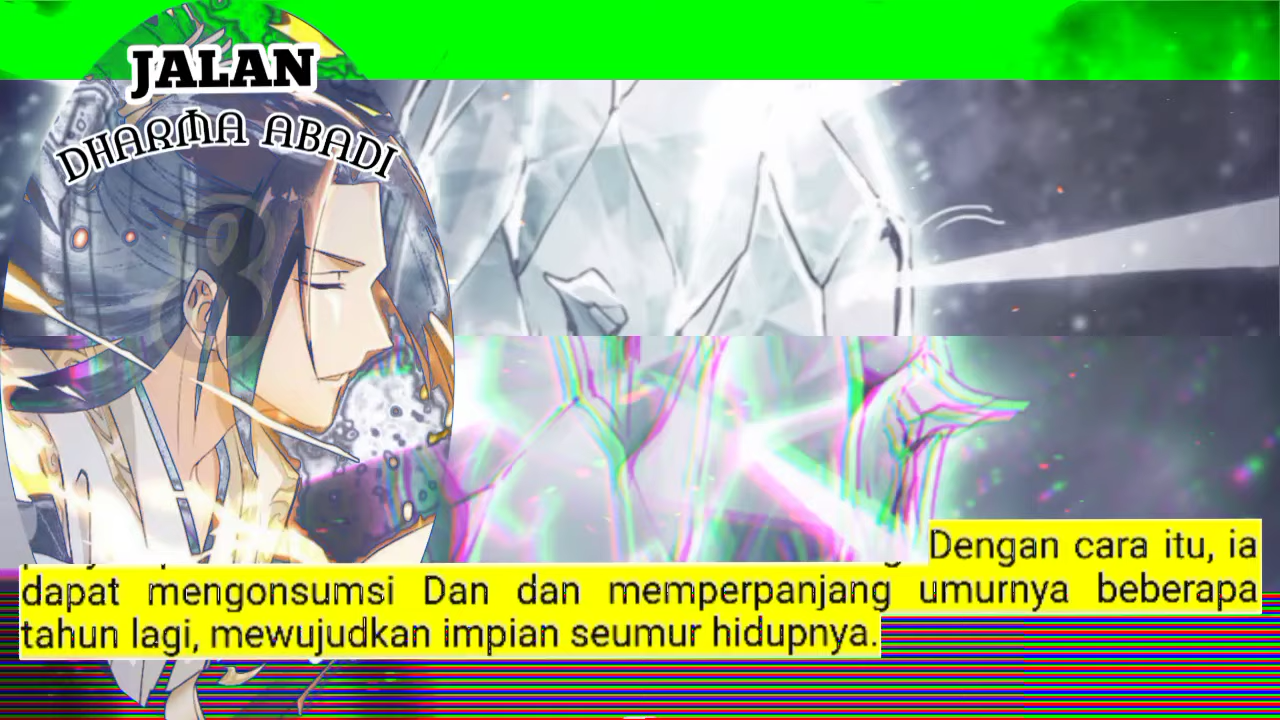 JALAN
DHARMA ABADI
Dengan cara itu, ia
dapat mengonsumsi Dan dan memperpanjang umurnya beberapa
tahun lagi, mewujudkan impian seumur hidupnya.